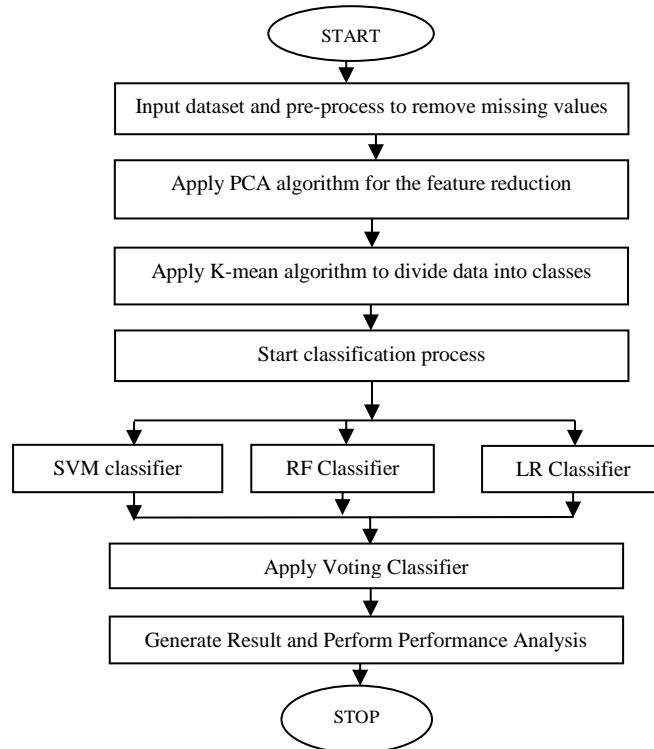 START
Input dataset and pre-process to remove missing values
Apply PCA algorithm for the feature reduction
Apply K-mean algorithm to divide data into classes
Start classification process
SVM classifier
RF Classifier
LR Classifier
Apply Voting Classifier
Generate Result and Perform Performance Analysis
STOP